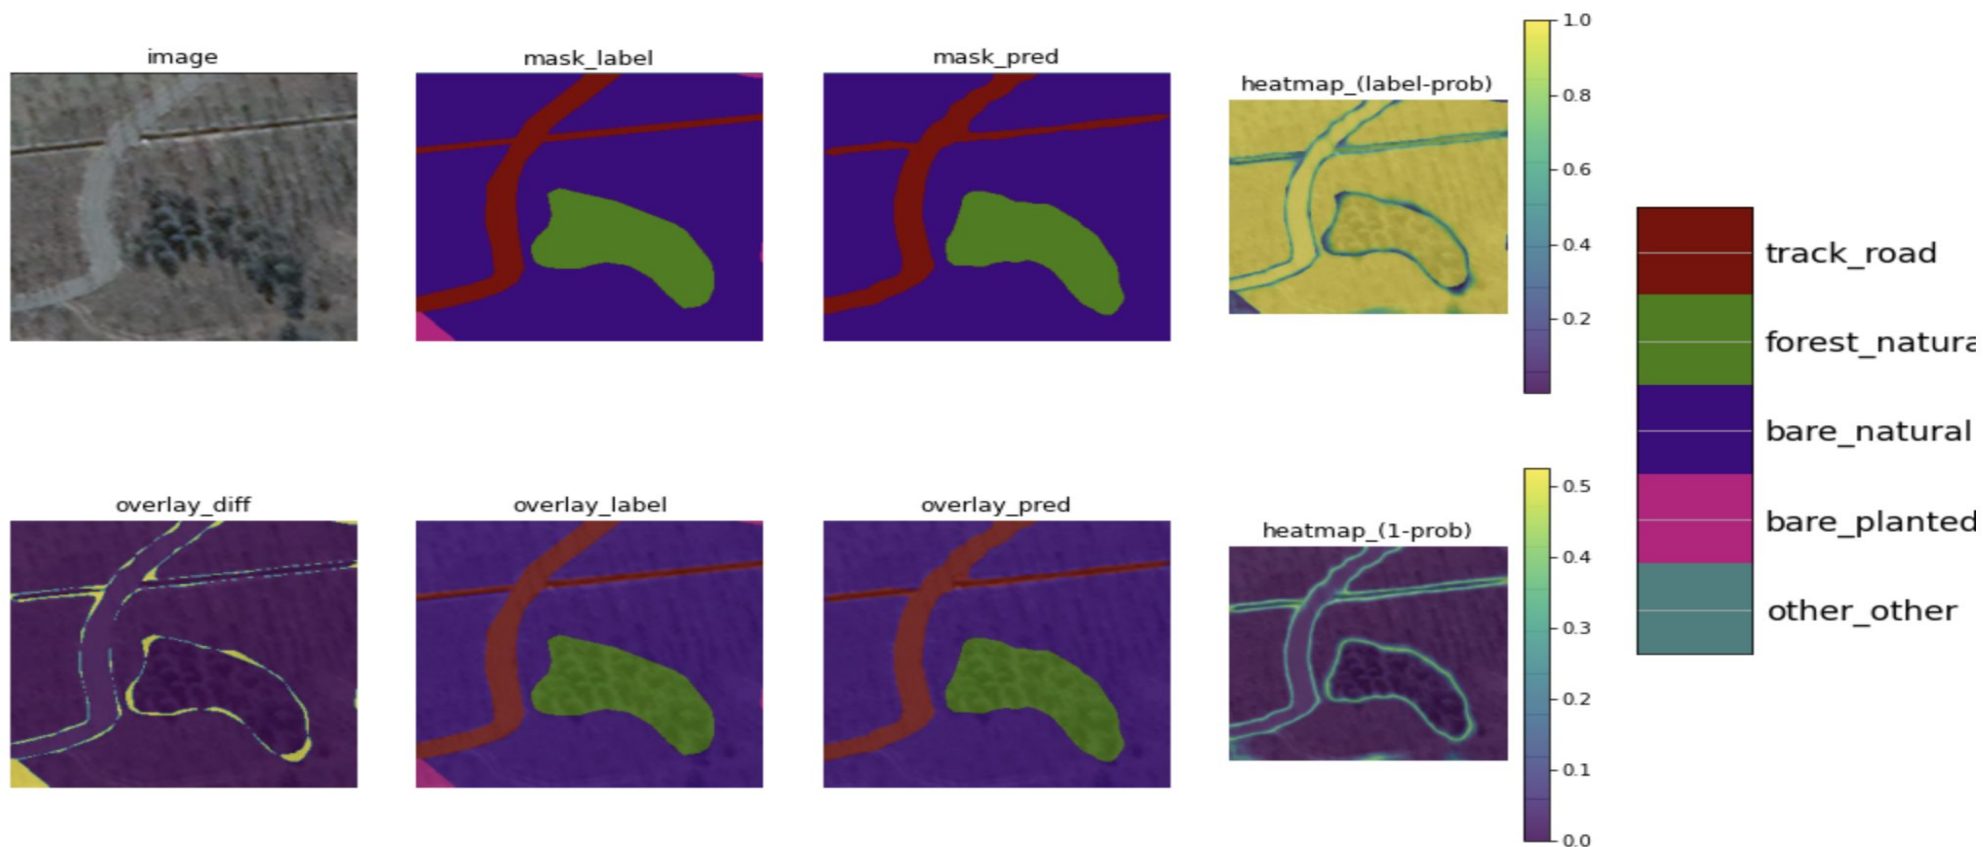 image
mask_label
mask_pred
heatmap_(label-prob)
1.0
0.8
0.6
0.4
0.2
overlay_diff
overlay_label
overlay_pred
heatmap_(1-prob)
0.5
0.4
0.3
0.2
0.1
0.0
track_road
forest_natura
bare_natural
bare_planted
other_other